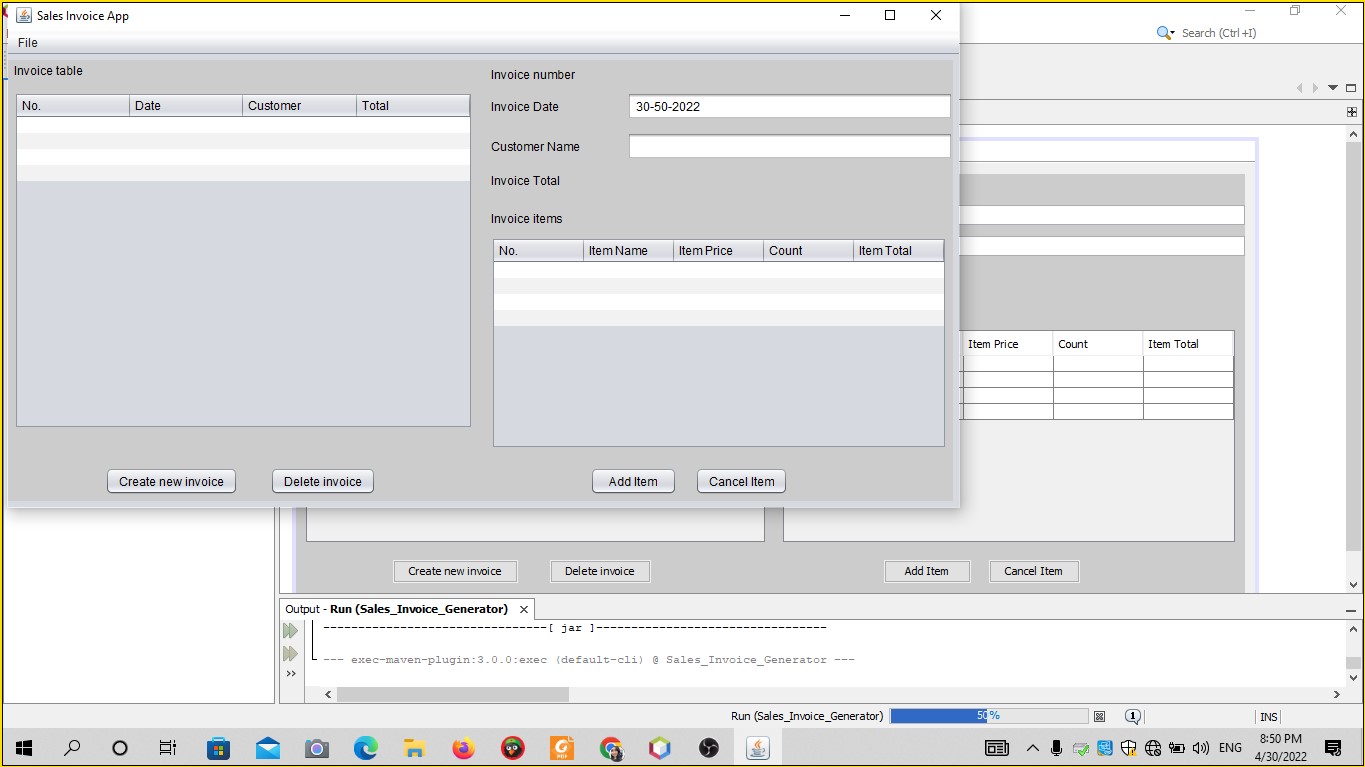 Sales Invoice App
Search (Ctrl+I)
File
Invoice table
No. Date Customer Total
Invoice number
Invoice Date 30-50-2022
Customer Name
Invoice Total
Invoice items
No. Item Name Item Price Count Item Total
Create new invoice Delete invoice Add Item Cancel Item
Item Price Count Item Total
Create new invoice Delete invoice Add Item Cancel Item
Output - Run (Sales_Invoice_Generator)
--------------------------------[ jar ]---------------------------------
--- exec-maven-plugin:3.0.0:exec (default-cli) @ Sales_Invoice_Generator ---
Run (Sales_Invoice_Generator) 50% 1 INS
PDF
ENG
8:50 PM
4/30/2022